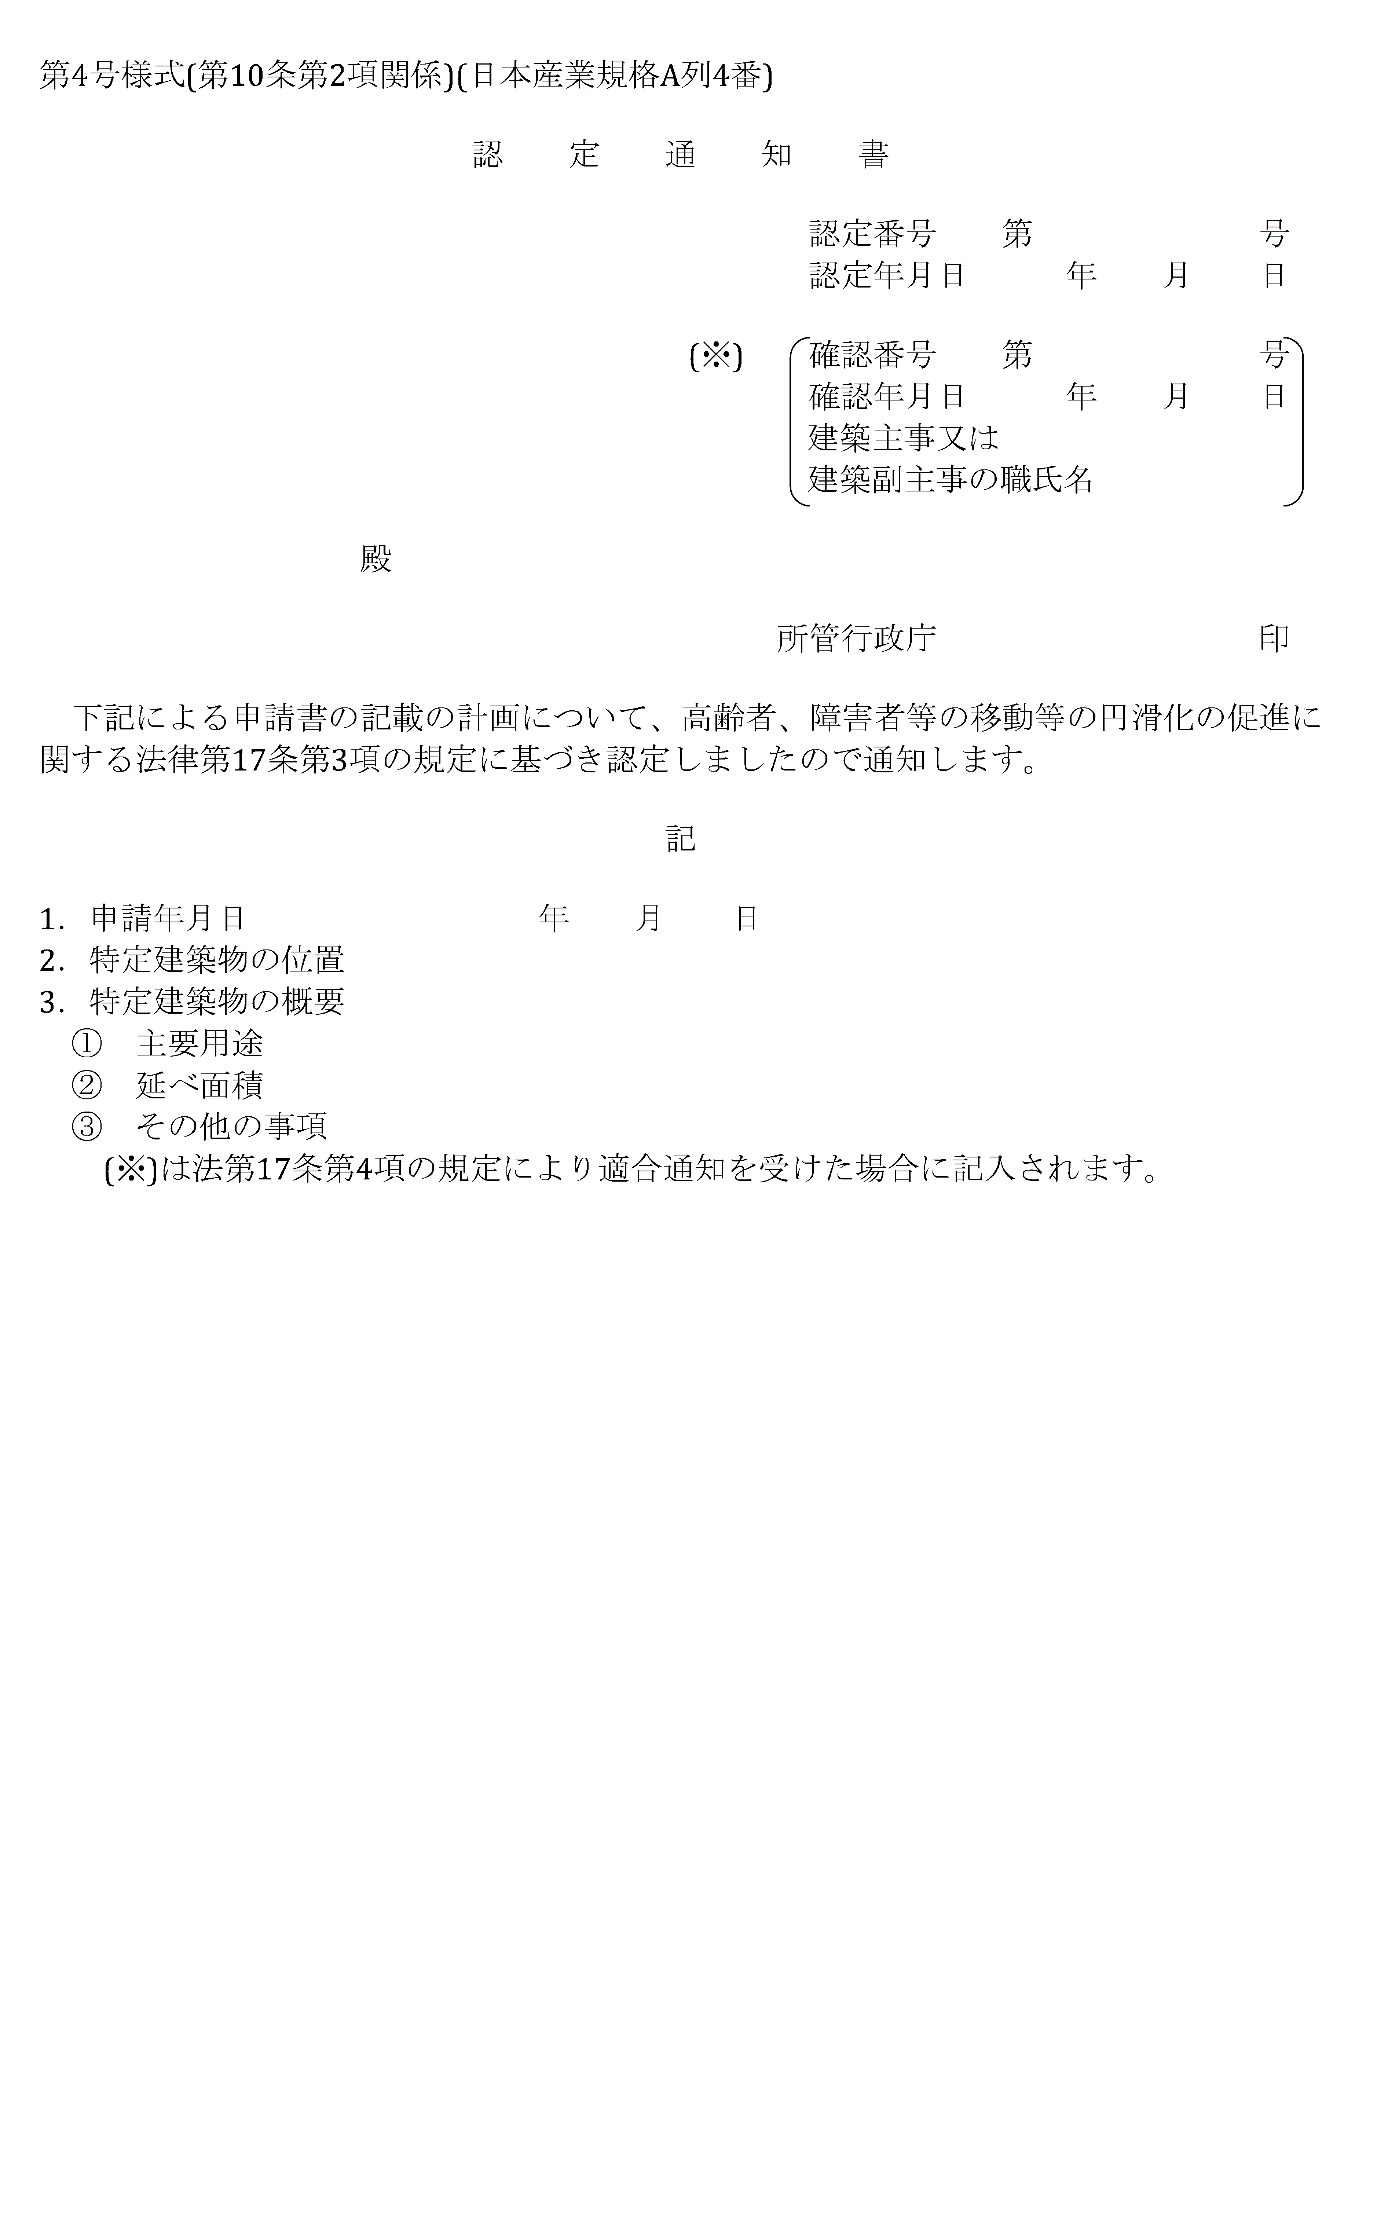 第4号様式(第10条第2項関係)(日本産業規格A列4番)
認　　定　　通　　知　　書
認定番号　　第　　　　　　　号
認定年月日　　　年　　月　　日
(※)　確認番号　　第　　　　　　　号
確認年月日　　　年　　月　　日
建築主事又は
建築副主事の職氏名
殿
所管行政庁　　　　　　　　　　印
下記による申請書の記載の計画について、高齢者、障害者等の移動等の円滑化の促進に
関する法律第17条第3項の規定に基づき認定しましたので通知します。
記
1.　申請年月日　　　　　　　　　年　　月　　日
2.　特定建築物の位置
3.　特定建築物の概要
①　主要用途
②　延べ面積
③　その他の事項
(※)は法第17条第4項の規定により適合通知を受けた場合に記入されます。